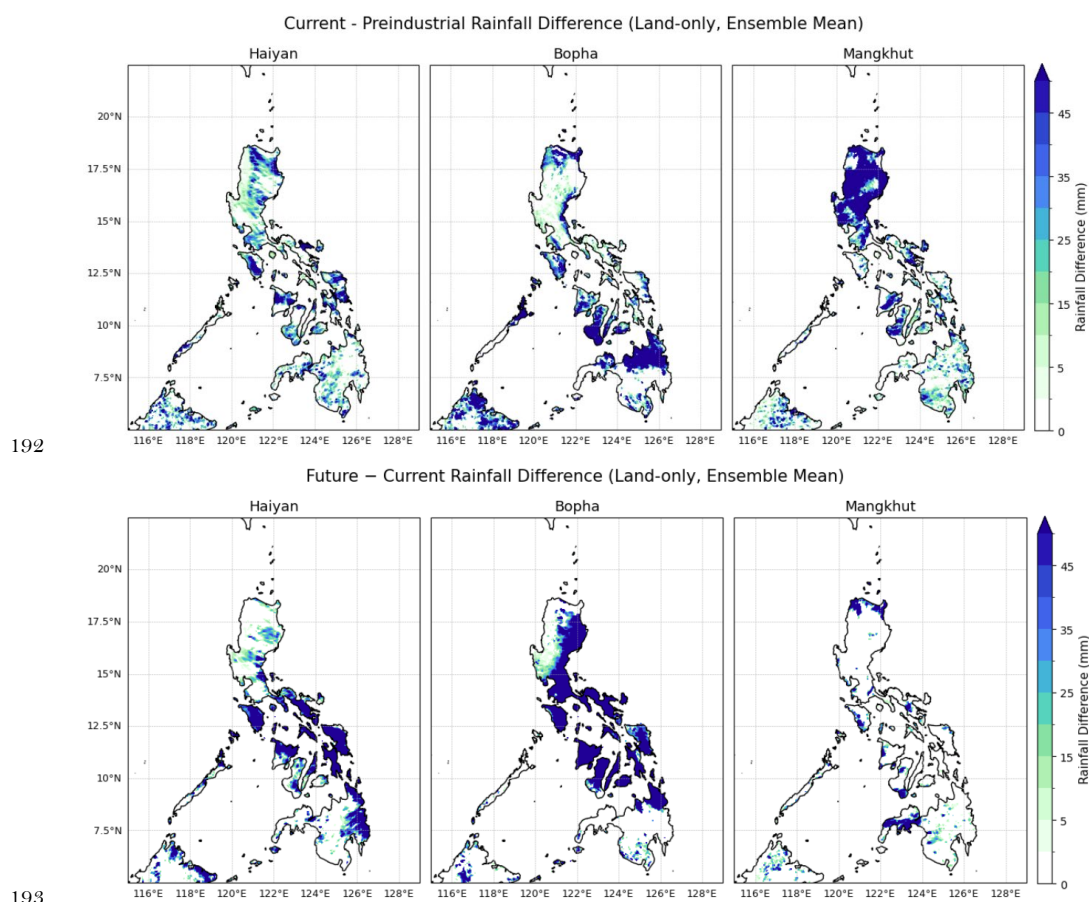 Current - Preindustrial Rainfall Difference (Land-only, Ensemble Mean)
Haiyan
Bopha
Mangkhut
20°N
17.5°N
15°N
12.5°N
10°N
7.5°N
116°E 118°E 120°E 122°E 124°E 126°E 128°E
116°E 118°E 120°E 122°E 124°E 126°E 128°E
116°E 118°E 120°E 122°E 124°E 126°E 128°E
45
35
25
15
5
0
Rainfall Difference (mm)
192
Future − Current Rainfall Difference (Land-only, Ensemble Mean)
Haiyan
Bopha
Mangkhut
20°N
17.5°N
15°N
12.5°N
10°N
7.5°N
116°E 118°E 120°E 122°E 124°E 126°E 128°E
116°E 118°E 120°E 122°E 124°E 126°E 128°E
116°E 118°E 120°E 122°E 124°E 126°E 128°E
45
35
25
15
5
0
Rainfall Difference (mm)
193